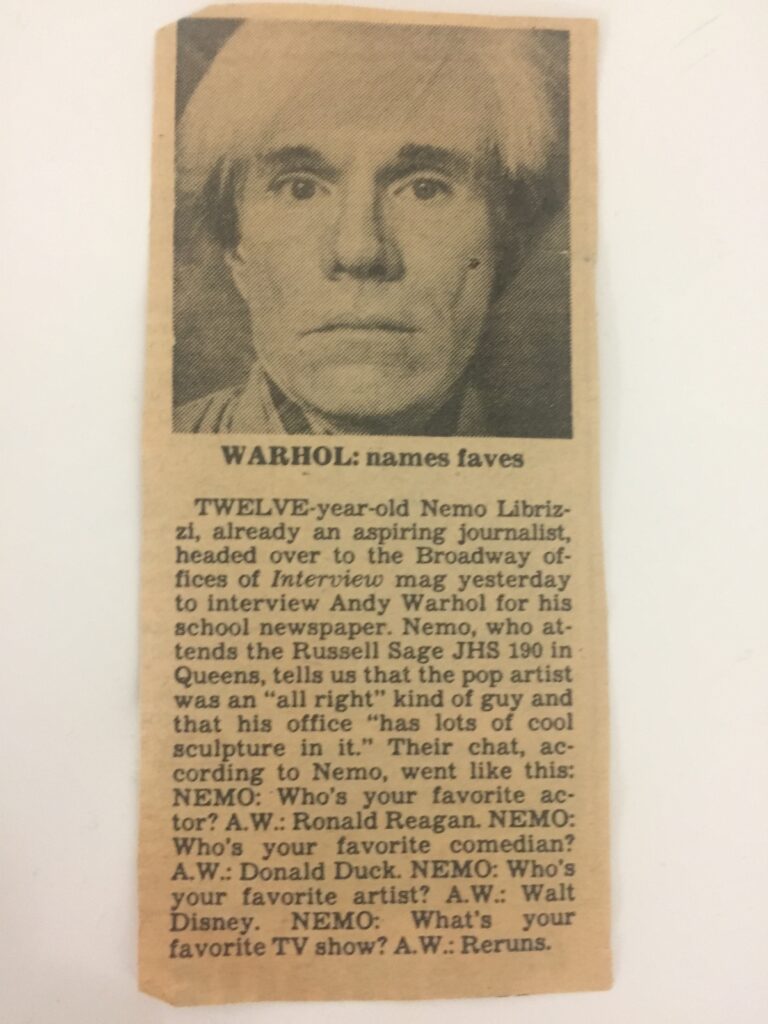 WARHOL: names faves
TWELVE-year-old Nemo Libriz-
zi, already an aspiring journalist,
headed over to the Broadway of-
fices of Interview mag yesterday
to interview Andy Warhol for his
school newspaper. Nemo, who at-
tends the Russell Sage JHS 190 in
Queens, tells us that the pop artist
was an “all right” kind of guy and
that his office “has lots of cool
sculpture in it.” Their chat, ac-
cording to Nemo, went like this:
NEMO: Who's your favorite ac-
tor? A.W.: Ronald Reagan. NEMO:
Who's your favorite comedian?
A.W.: Donald Duck. NEMO: Who's
your favorite artist? A.W.: Walt
Disney. NEMO: What's your
favorite TV show? A.W.: Reruns.